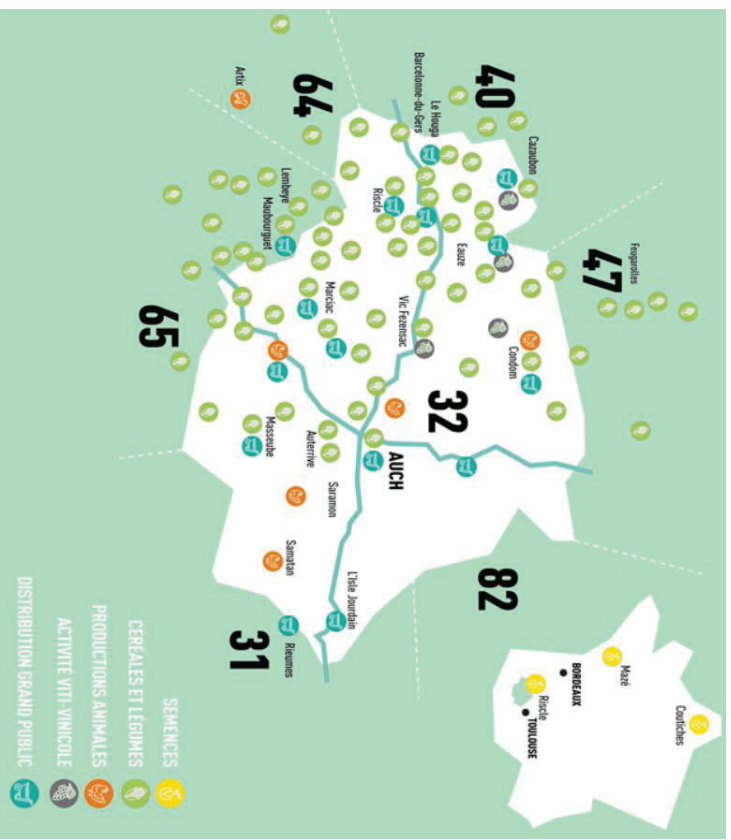 40
47
64
65
32
82
31
Feugarolles
Cazaubon
Le Houga
Barcelonne-du-Gers
Eauze
Condom
Riscle
Vic Fezensac
Artix
Lembeye
Maubourguet
Marciac
AUCH
Auterrive
Masseube
Saramon
Samatan
L'Isle Jourdain
Rieumes
Coutiches
Mazé
BORDEAUX
Riscle
TOULOUSE
SEMENCES
CÉRÉALES ET LÉGUMES
PRODUCTIONS ANIMALES
ACTIVITÉ VITI-VINICOLE
DISTRIBUTION GRAND PUBLIC